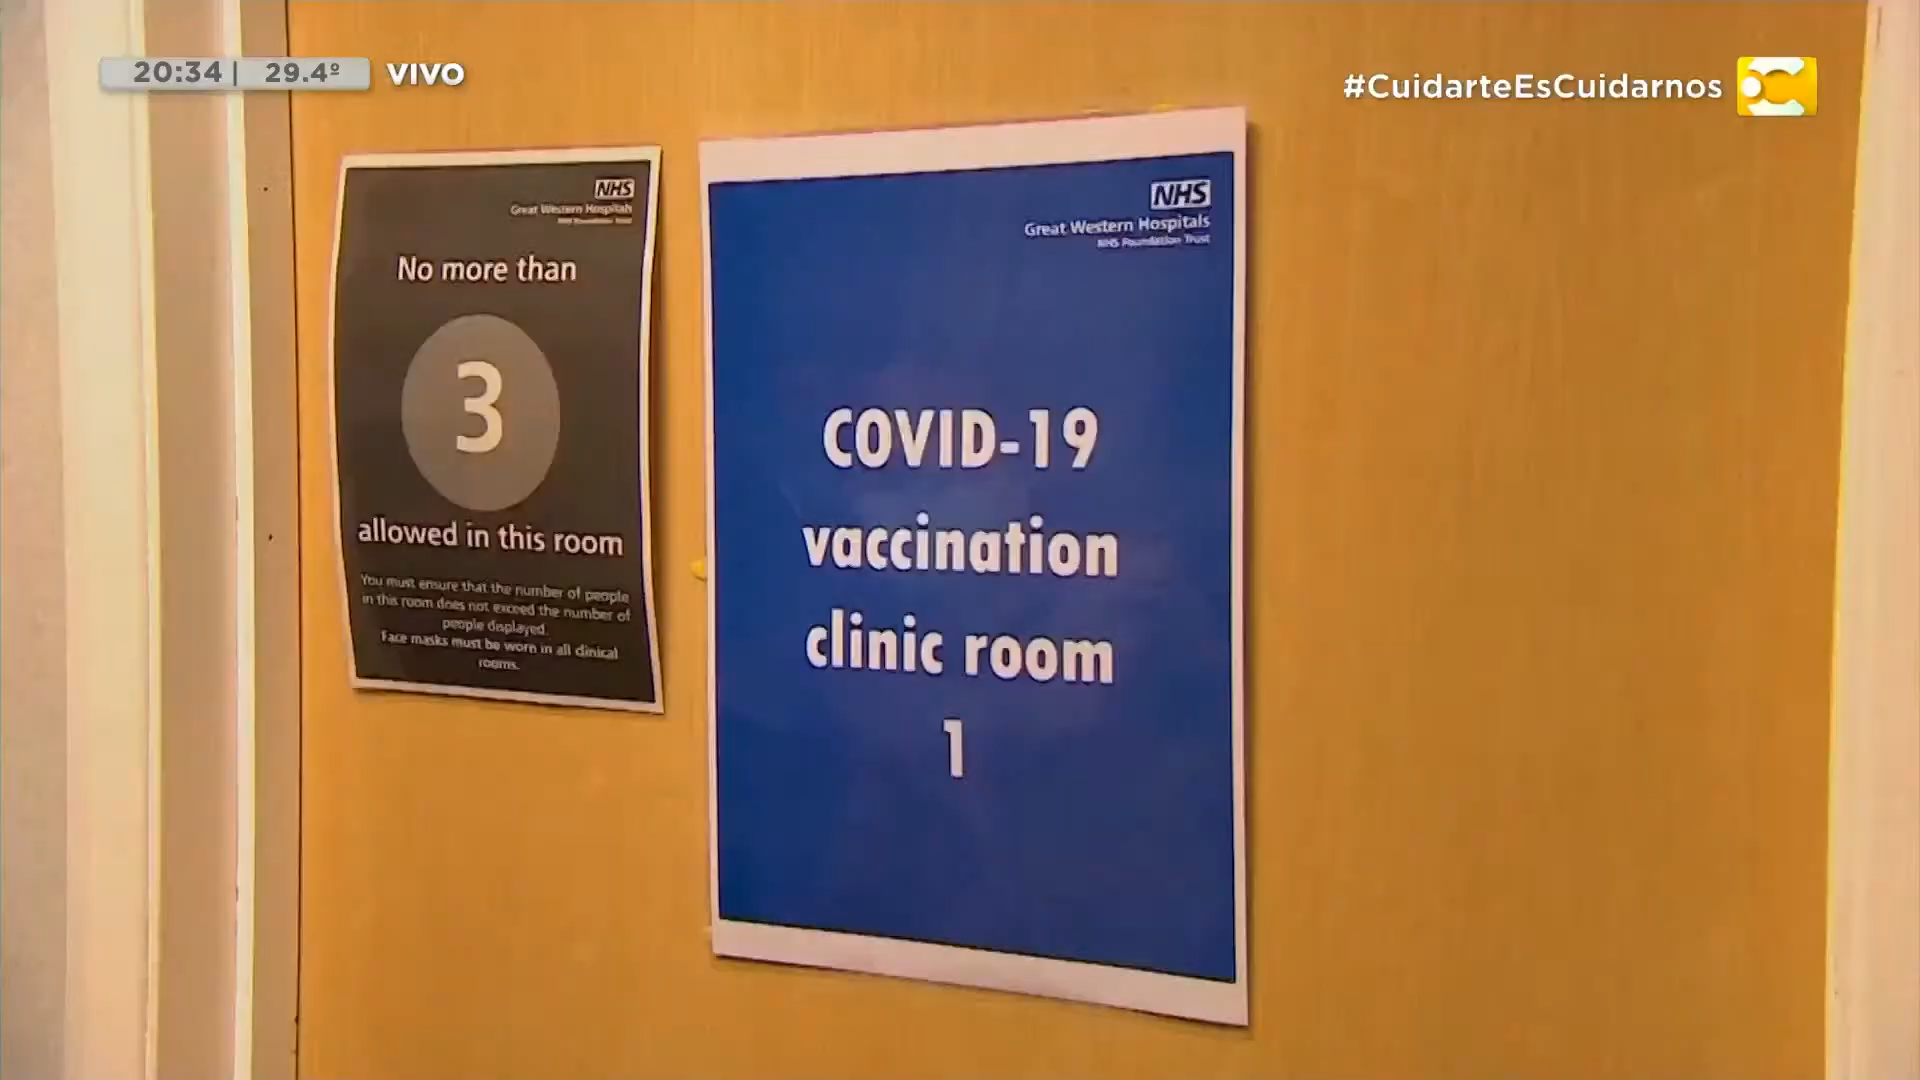 20:34 | 29.4º VIVO
#CuidarteEsCuidarnos
NHS
Great Western Hospitals
NHS Foundation Trust
No more than
3
allowed in this room
You must ensure that the number of people
in this room does not exceed the number of
people displayed.
Face masks must be worn in all clinical
rooms.
NHS
Great Western Hospitals
NHS Foundation Trust
COVID-19
vaccination
clinic room
1